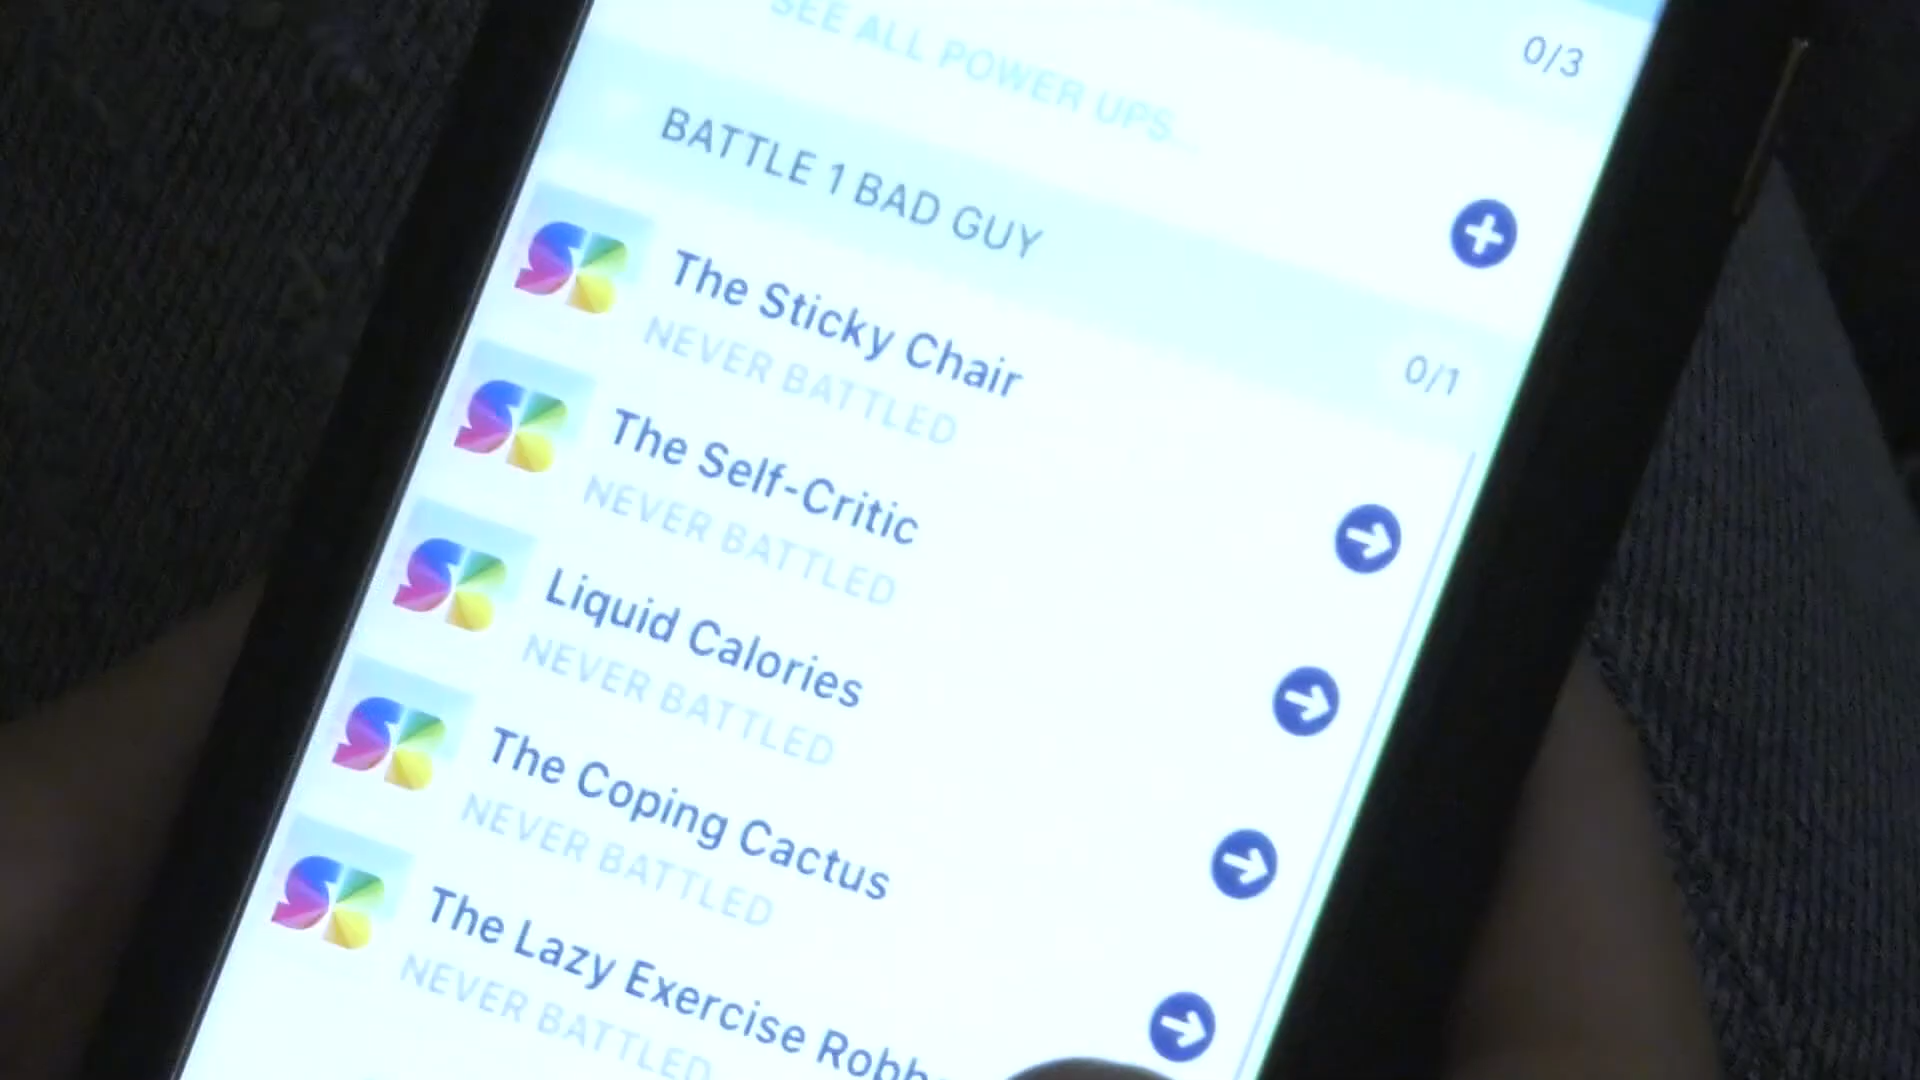 0/3
SEE ALL POWER UPS...
BATTLE 1 BAD GUY
0/1
The Sticky Chair
NEVER BATTLED
The Self-Critic
NEVER BATTLED
Liquid Calories
NEVER BATTLED
The Coping Cactus
NEVER BATTLED
The Lazy Exercise
NEVER BATTLED